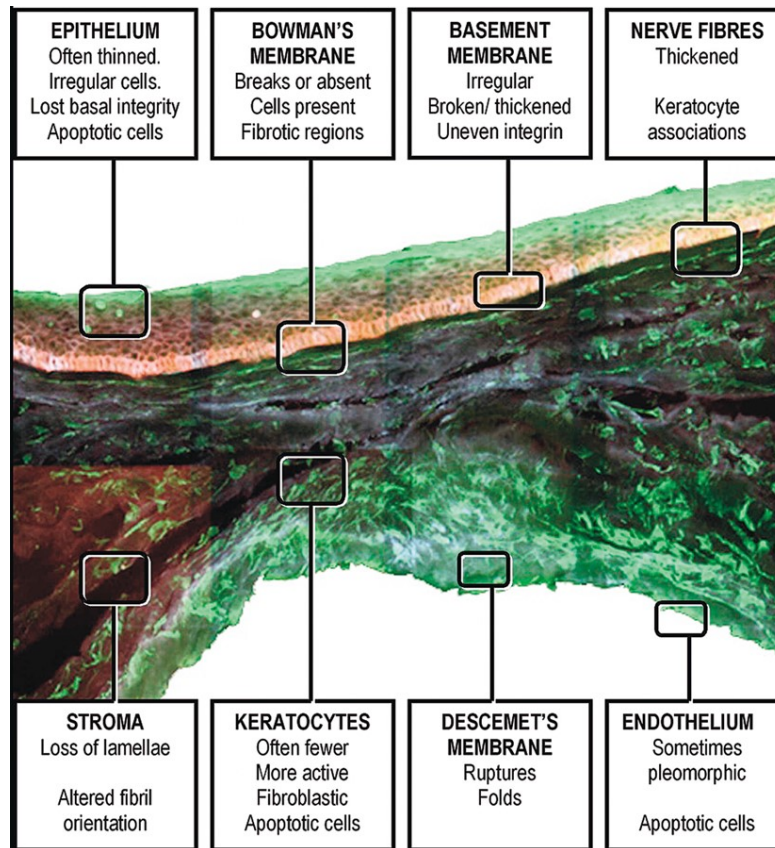 EPITHELIUM
Often thinned.
Irregular cells.
Lost basal integrity
Apoptotic cells
BOWMAN'S
MEMBRANE
Breaks or absent
Cells present
Fibrotic regions
BASEMENT
MEMBRANE
Irregular
Broken/ thickened
Uneven integrin
NERVE FIBRES
Thickened
Keratocyte
associations
STROMA
Loss of lamellae
Altered fibril
orientation
KERATOCYTES
Often fewer
More active
Fibroblastic
Apoptotic cells
DESCEMET'S
MEMBRANE
Ruptures
Folds
ENDOTHELIUM
Sometimes
pleomorphic
Apoptotic cells